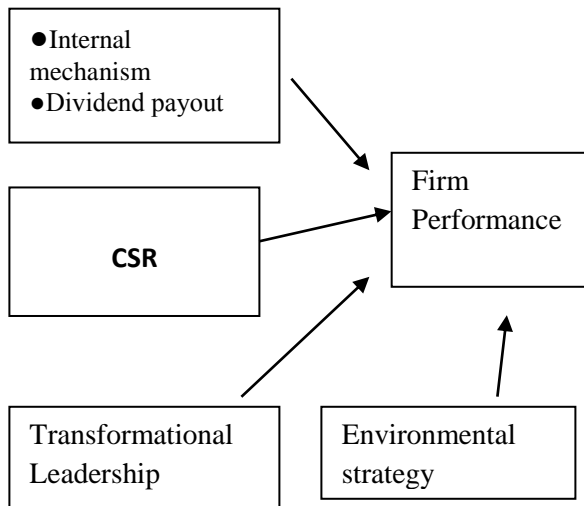 ●Internal
mechanism
●Dividend payout
Firm
Performance
CSR
Transformational
Leadership
Environmental
strategy